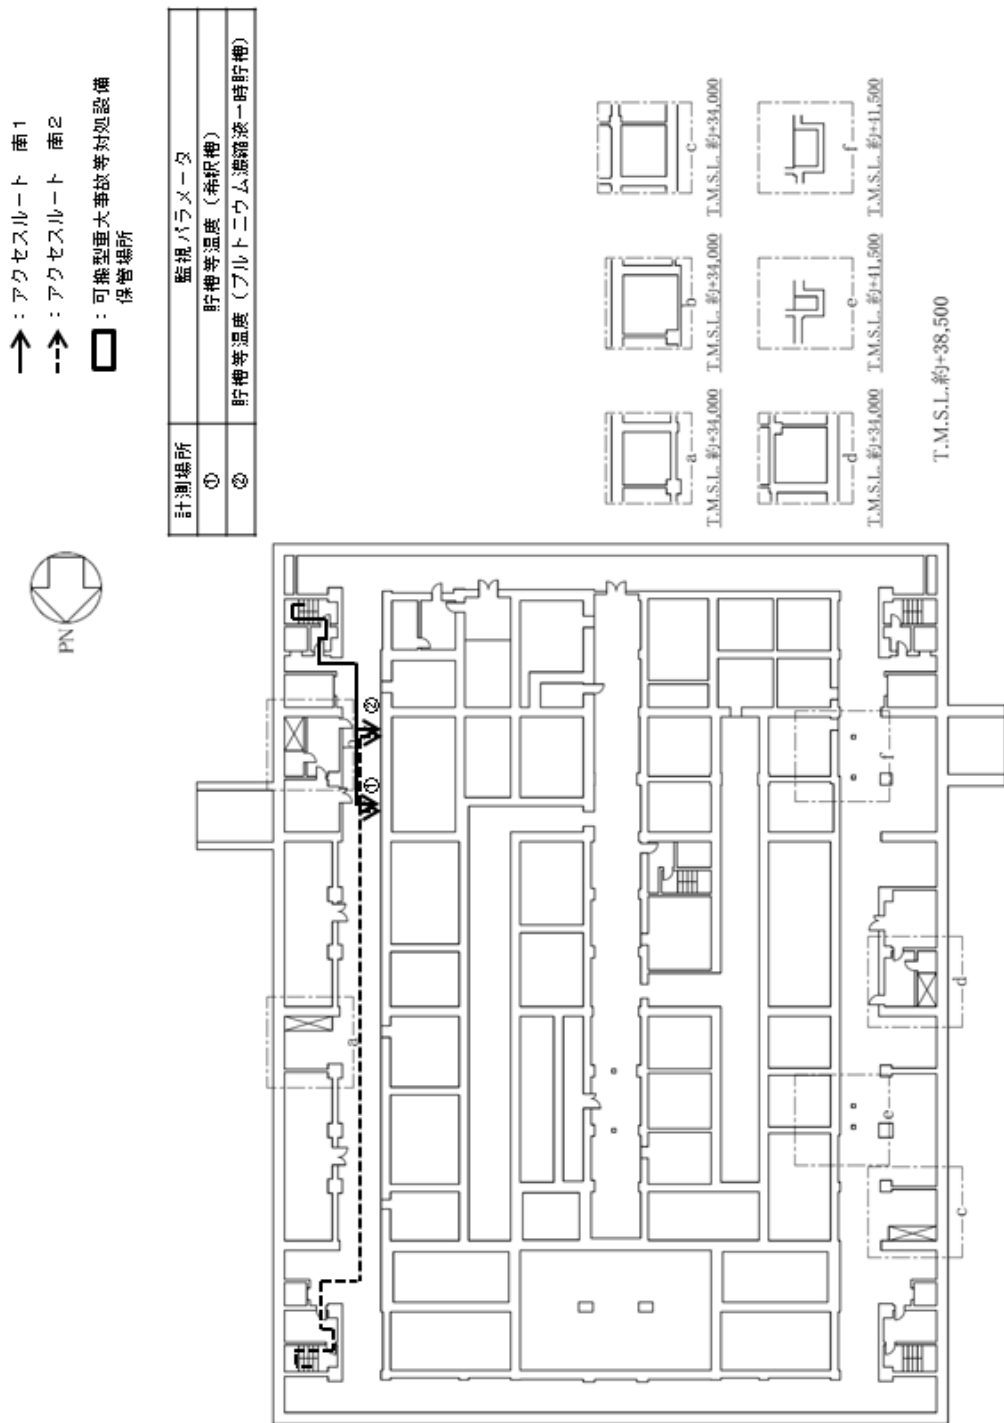 ：アクセスルート 南1
：アクセスルート 南2
：可搬型重大事故等対処設備
保管場所
計測場所 監視パラメータ
① 貯槽等温度（希釈槽）
② 貯槽等温度（プルトニウム濃縮液一時貯槽）
PN
②
①
a
b
c
d
e
f
a
T.M.S.L. 約+34,000
b
T.M.S.L. 約+34,000
c
T.M.S.L. 約+34,000
d
T.M.S.L. 約+34,000
e
T.M.S.L. 約+41,500
f
T.M.S.L. 約+41,500
T.M.S.L.約+38,500